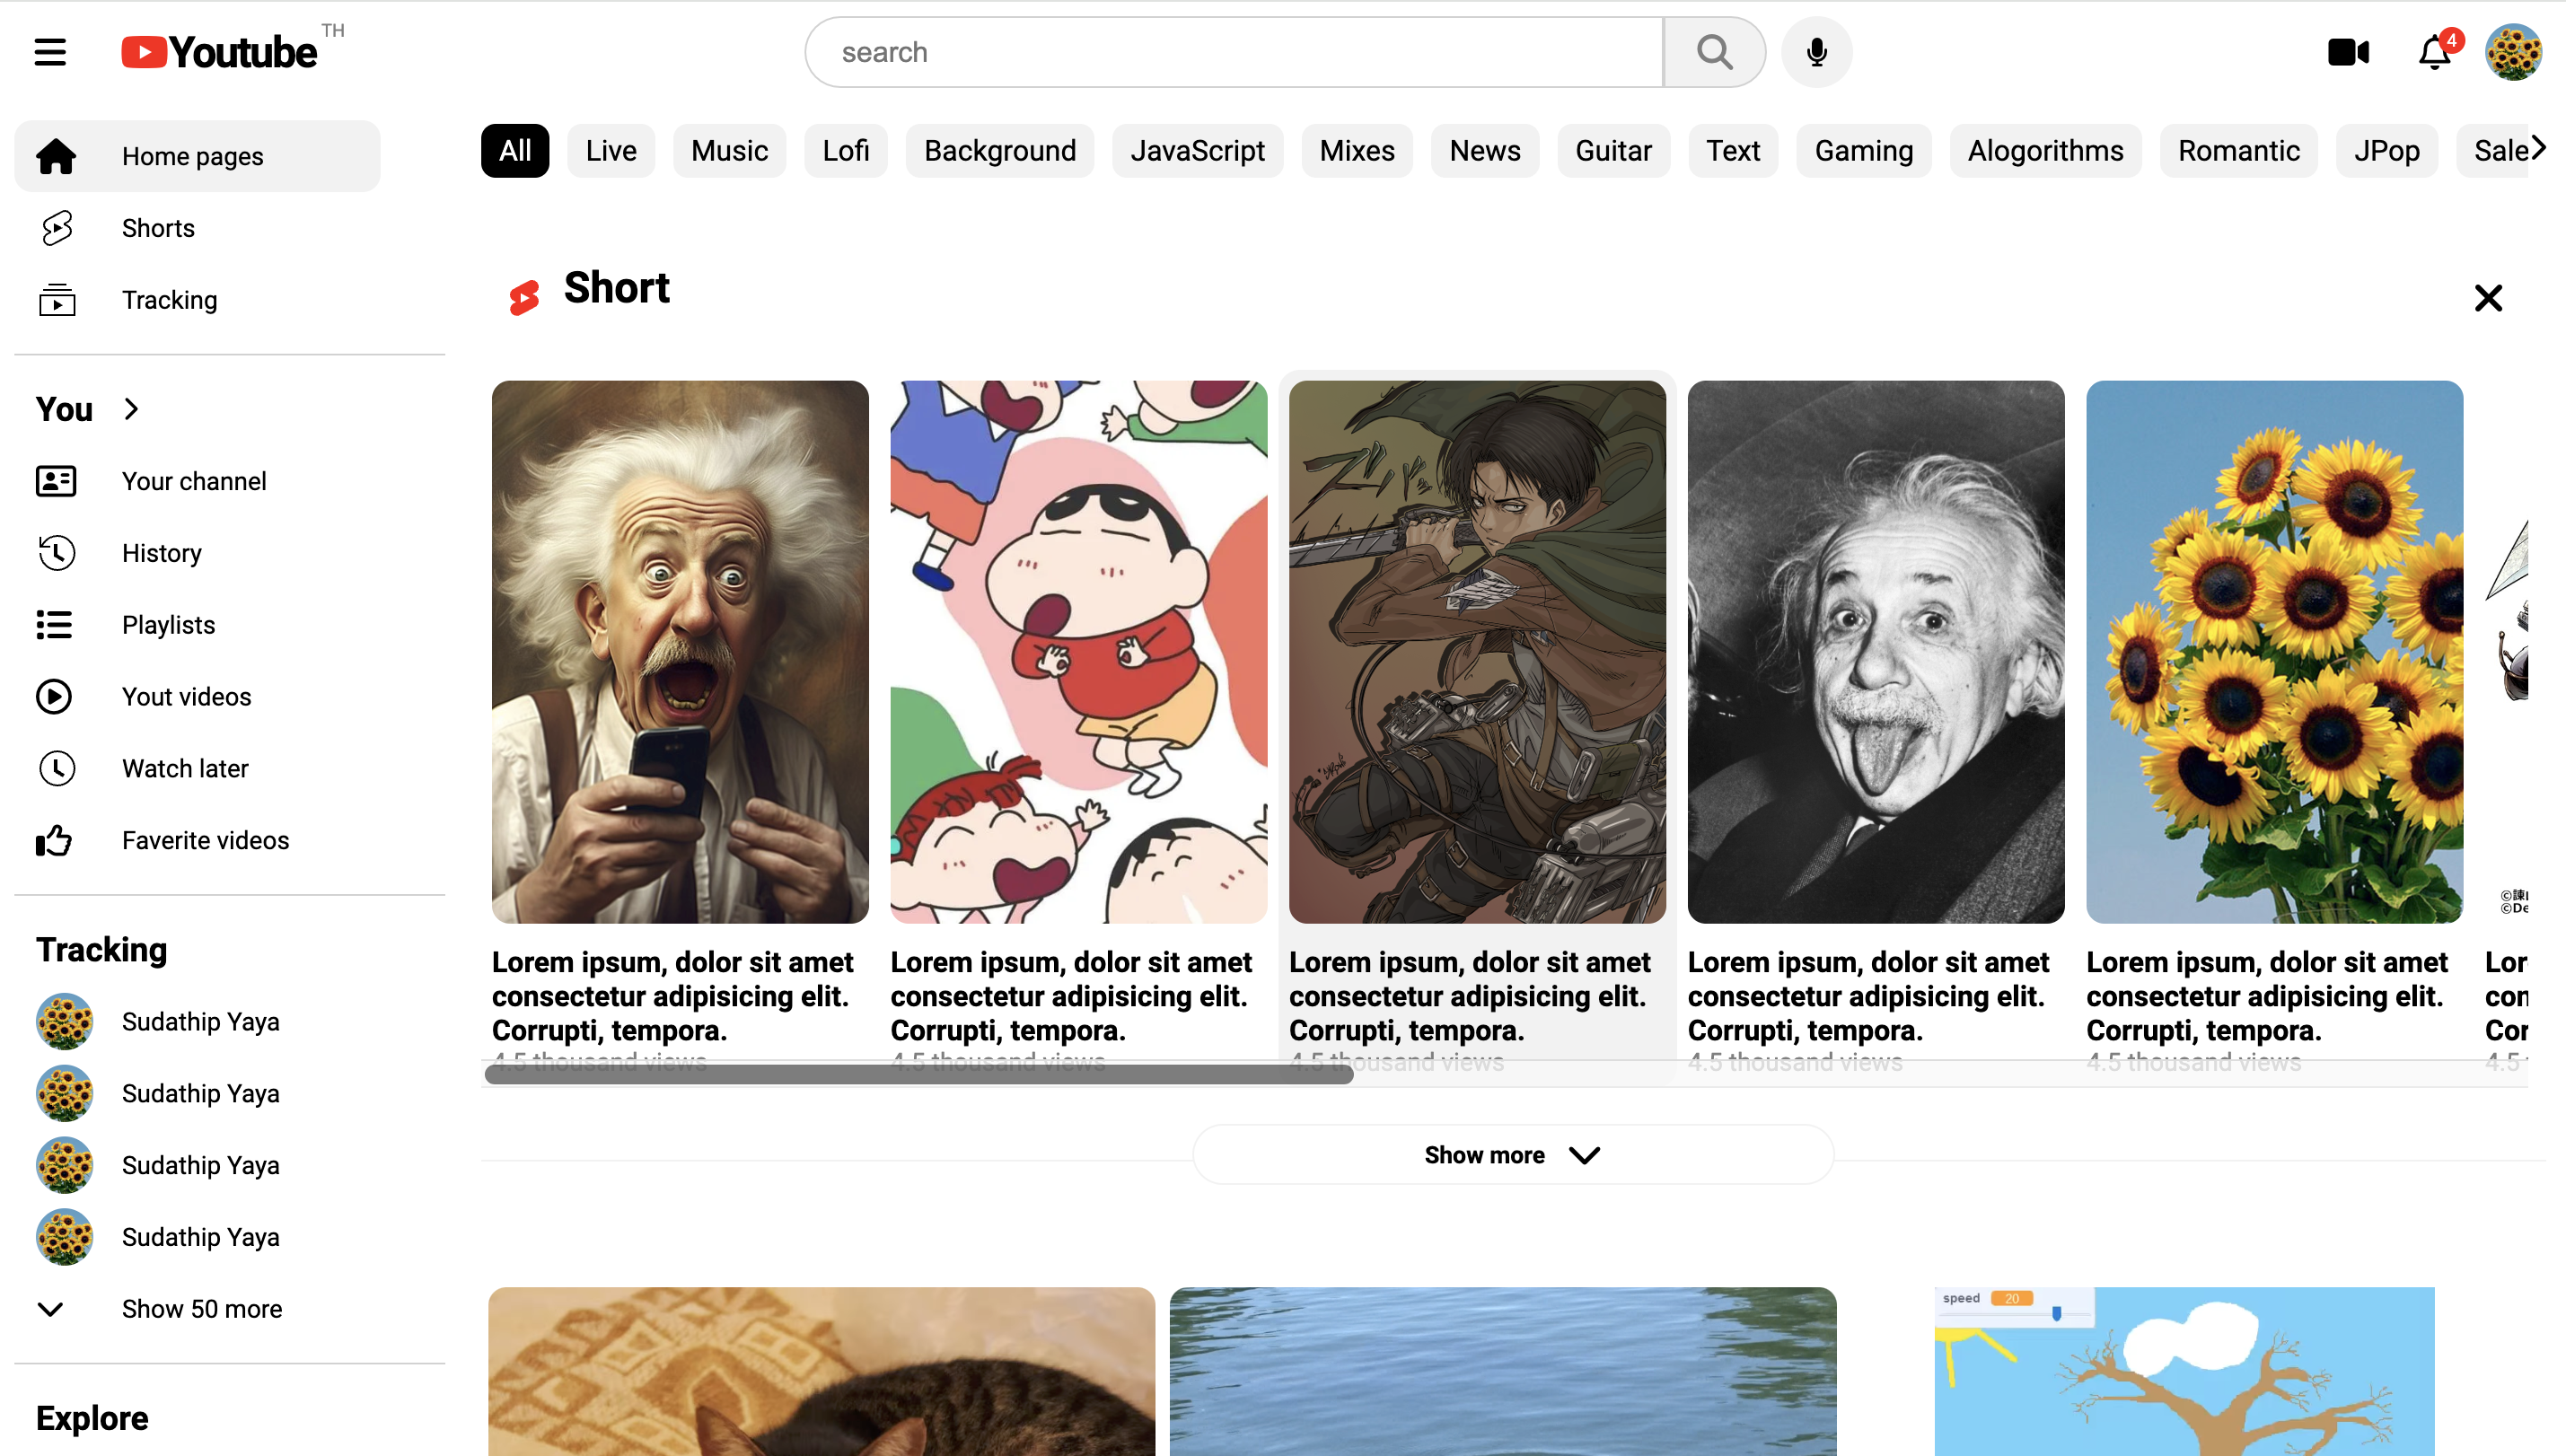 Youtube TH
search
4
Home pages
Shorts
Tracking
You
Your channel
History
Playlists
Yout videos
Watch later
Faverite videos
Tracking
Sudathip Yaya
Sudathip Yaya
Sudathip Yaya
Sudathip Yaya
Show 50 more
Explore
All Live Music Lofi Background JavaScript Mixes News Guitar Text Gaming Alogorithms Romantic JPop Sale
Short
Lorem ipsum, dolor sit amet
consectetur adipisicing elit.
Corrupti, tempora.
4.5 thousand views
Lorem ipsum, dolor sit amet
consectetur adipisicing elit.
Corrupti, tempora.
4.5 thousand views
Lorem ipsum, dolor sit amet
consectetur adipisicing elit.
Corrupti, tempora.
4.5 thousand views
Lorem ipsum, dolor sit amet
consectetur adipisicing elit.
Corrupti, tempora.
4.5 thousand views
Lorem ipsum, dolor sit amet
consectetur adipisicing elit.
Corrupti, tempora.
4.5 thousand views
©諫
©De
Lor
con
Cor
4.5
Show more
speed 20